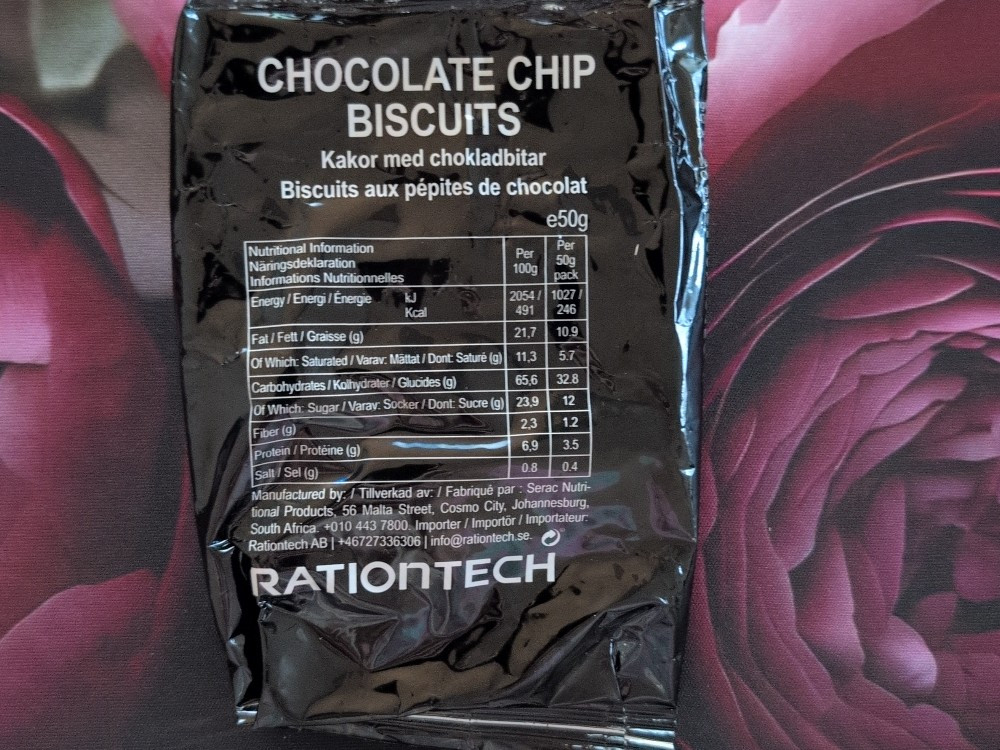 CHOCOLATE CHIP
BISCUITS
Kakor med chokladbitar
Biscuits aux pépites de chocolat
e50g
Nutritional Information
Näringsdeklaration
Informations Nutritionnelles
Per 100g
Per 50g pack
Energy / Energi / Énergie kJ 2054 / 1027 /
Kcal 491 246
Fat / Fett / Graisse (g) 21,7 10.9
Of Which: Saturated / Varav: Mättat / Dont: Saturé (g) 11,3 5.7
Carbohydrates / Kolhydrater / Glucides (g) 65,6 32.8
Of Which: Sugar / Varav: Socker / Dont: Sucre (g) 23,9 12
Fiber (g) 2,3 1.2
Protein / Protéine (g) 6,9 3.5
Salt / Sel (g) 0.8 0.4
Manufactured by: / Tillverkad av: / Fabriqué par : Serac Nutri-
tional Products, 56 Malta Street, Cosmo City, Johannesburg,
South Africa. +010 443 7800. Importer / Importör / Importateur:
Rationtech AB | +46727336306 | info@rationtech.se.
RATIONTECH